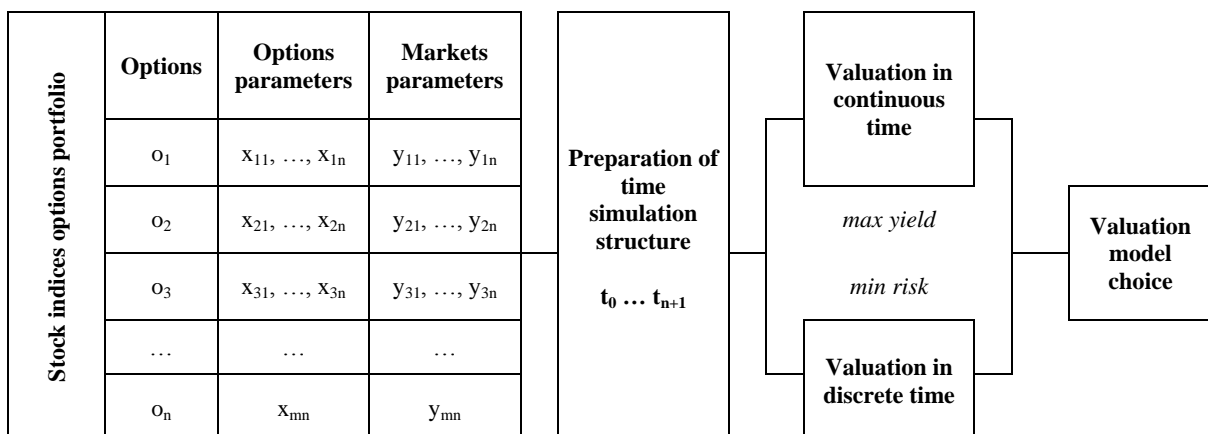 Stock indices options portfolio
Options
Options
parameters
Markets
parameters
o₁
x₁₁, …, x₁ₙ
y₁₁, …, y₁ₙ
o₂
x₂₁, …, x₂ₙ
y₂₁, …, y₂ₙ
o₃
x₃₁, …, x₃ₙ
y₃₁, …, y₃ₙ
…
…
…
oₙ
xₘₙ
yₘₙ
Preparation of
time
simulation
structure
t₀ … tₙ₊₁
Valuation in
continuous
time
max yield
min risk
Valuation in
discrete time
Valuation
model
choice